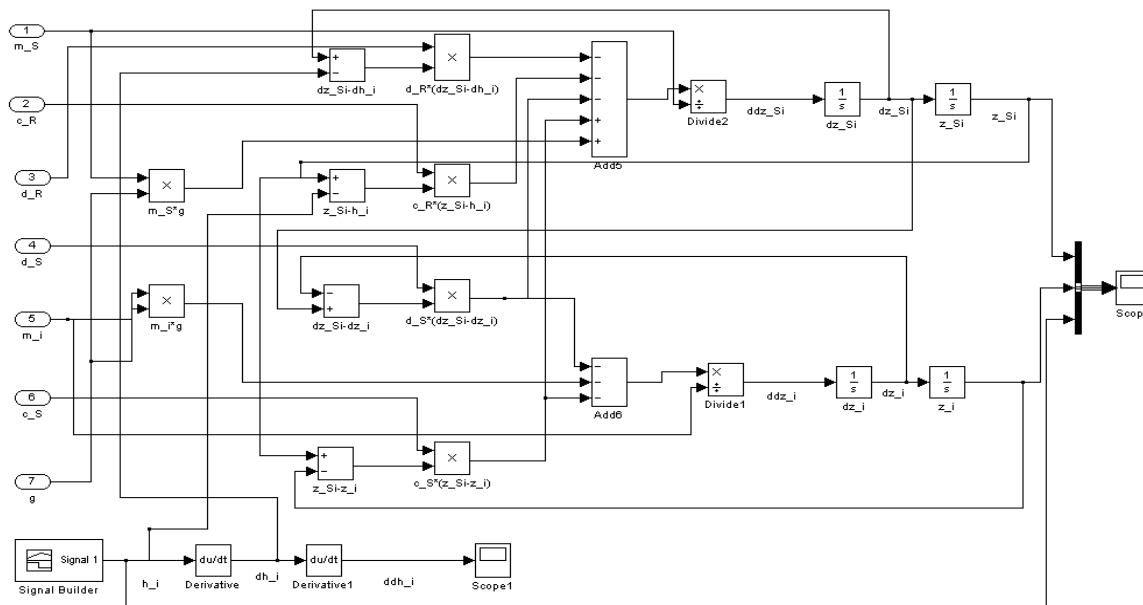 1
m_S
2
c_R
3
d_R
4
d_S
5
m_i
6
c_S
7
g
Signal 1
Signal Builder
+
−
dz_Si-dh_i
×
d_R*(dz_Si-dh_i)
×
m_S*g
+
−
z_Si-h_i
×
c_R*(z_Si-h_i)
×
m_i*g
−
+
dz_Si-dz_i
×
d_S*(dz_Si-dz_i)
+
−
z_Si-z_i
×
c_S*(z_Si-z_i)
−
−
−
+
+
Add5
×
÷
Divide2
ddz_Si
1
s
dz_Si
dz_Si
1
s
z_Si
z_Si
−
−
−
Add6
×
÷
Divide1
ddz_i
1
s
dz_i
dz_i
1
s
z_i
Scop
h_i
du/dt
Derivative
dh_i
du/dt
Derivative1
ddh_i
Scope1